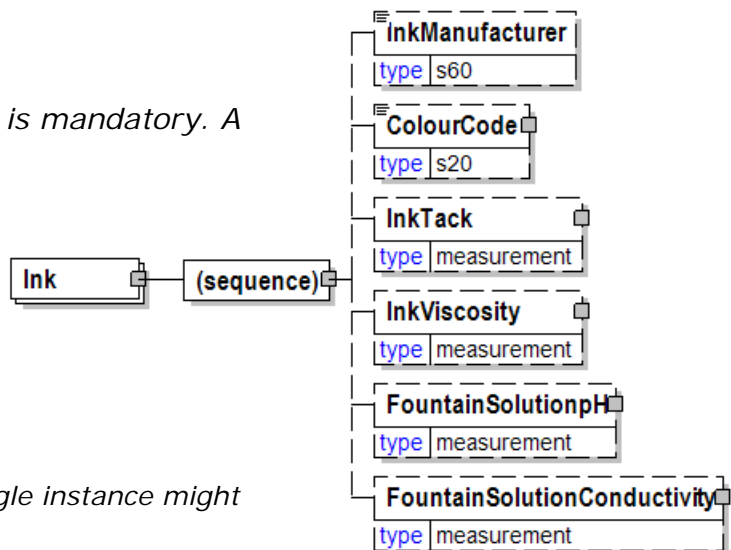 InkManufacturer
type s60
is mandatory. A
ColourCode
type s20
InkTack
type measurement
Ink
(sequence)
InkViscosity
type measurement
FountainSolutionpH
type measurement
gle instance might
FountainSolutionConductivity
type measurement